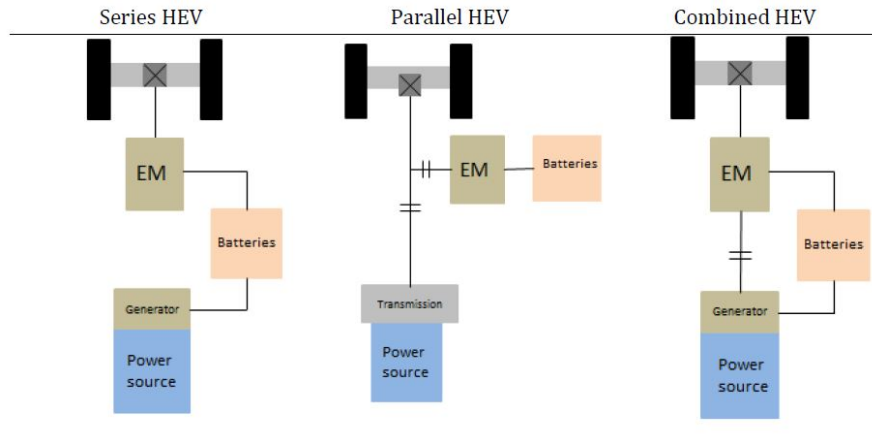 Series HEV
Parallel HEV
Combined HEV
EM
Batteries
Generator
Power
source
EM
Batteries
Transmission
Power
source
EM
Batteries
Generator
Power
source